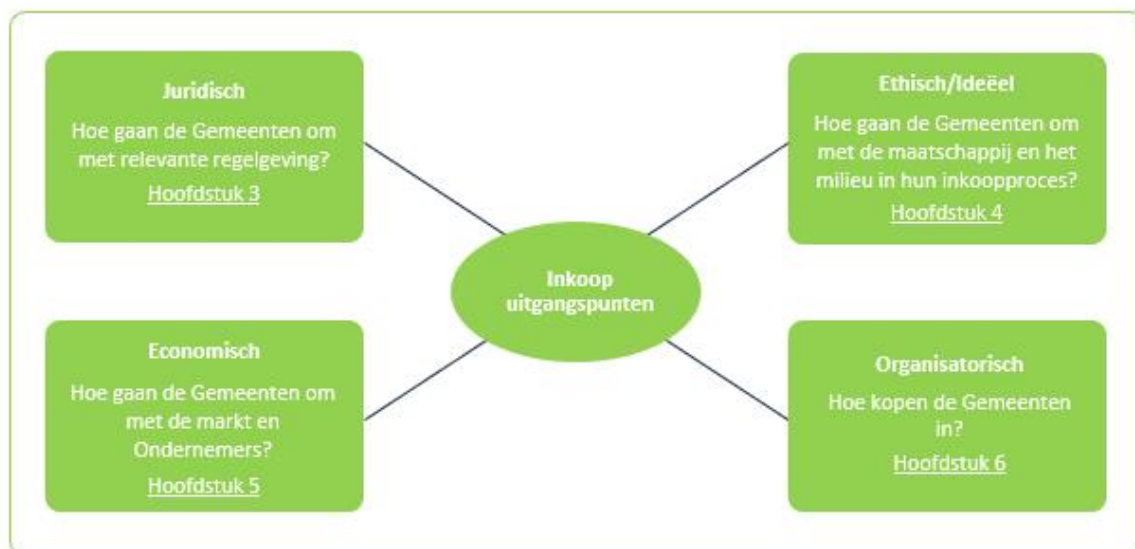 Juridisch
Hoe gaan de Gemeenten om
met relevante regelgeving?
Hoofdstuk 3
Ethisch/Ideëel
Hoe gaan de Gemeenten om
met de maatschappij en het
milieu in hun inkoopproces?
Hoofdstuk 4
Inkoop
uitgangspunten
Economisch
Hoe gaan de Gemeenten om
met de markt en
Ondernemers?
Hoofdstuk 5
Organisatorisch
Hoe kopen de Gemeenten
in?
Hoofdstuk 6